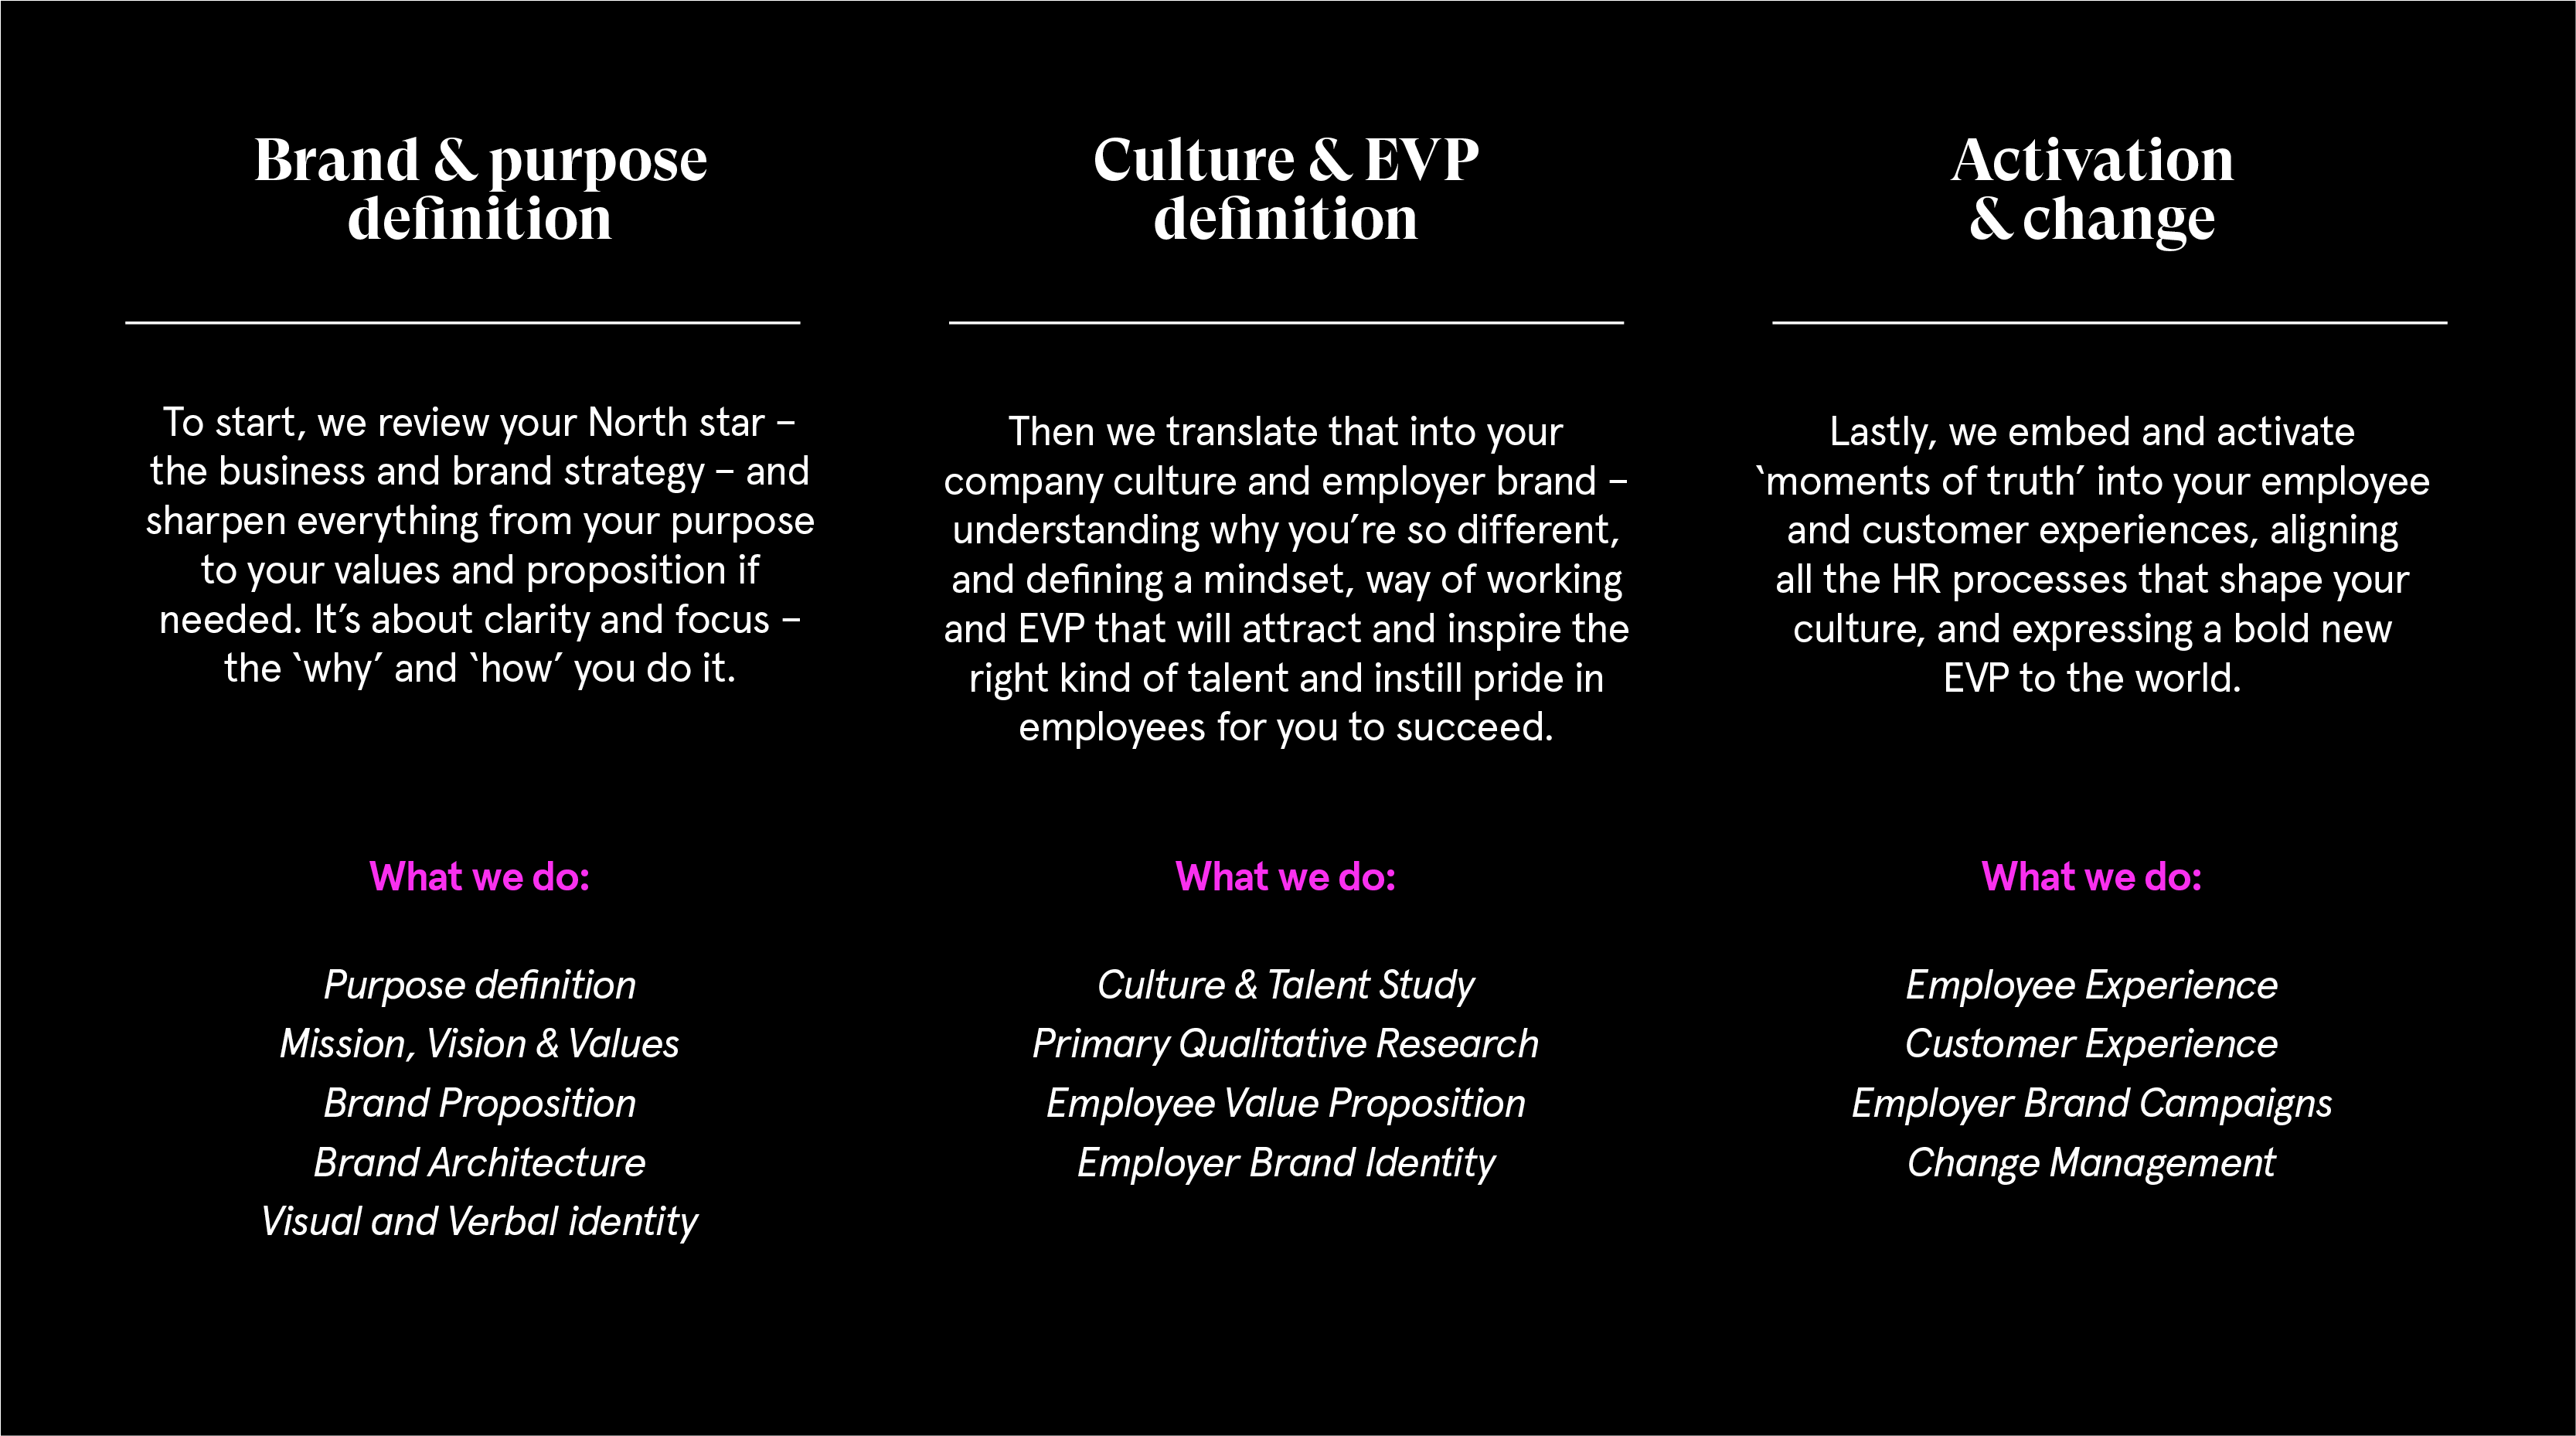 Brand & purpose
definition
To start, we review your North star –
the business and brand strategy – and
sharpen everything from your purpose
to your values and proposition if
needed. It’s about clarity and focus –
the ‘why’ and ‘how’ you do it.
What we do:
Purpose definition
Mission, Vision & Values
Brand Proposition
Brand Architecture
Visual and Verbal identity
Culture & EVP
definition
Then we translate that into your
company culture and employer brand –
understanding why you’re so different,
and defining a mindset, way of working
and EVP that will attract and inspire the
right kind of talent and instill pride in
employees for you to succeed.
What we do:
Culture & Talent Study
Primary Qualitative Research
Employee Value Proposition
Employer Brand Identity
Activation
& change
Lastly, we embed and activate
‘moments of truth’ into your employee
and customer experiences, aligning
all the HR processes that shape your
culture, and expressing a bold new
EVP to the world.
What we do:
Employee Experience
Customer Experience
Employer Brand Campaigns
Change Management